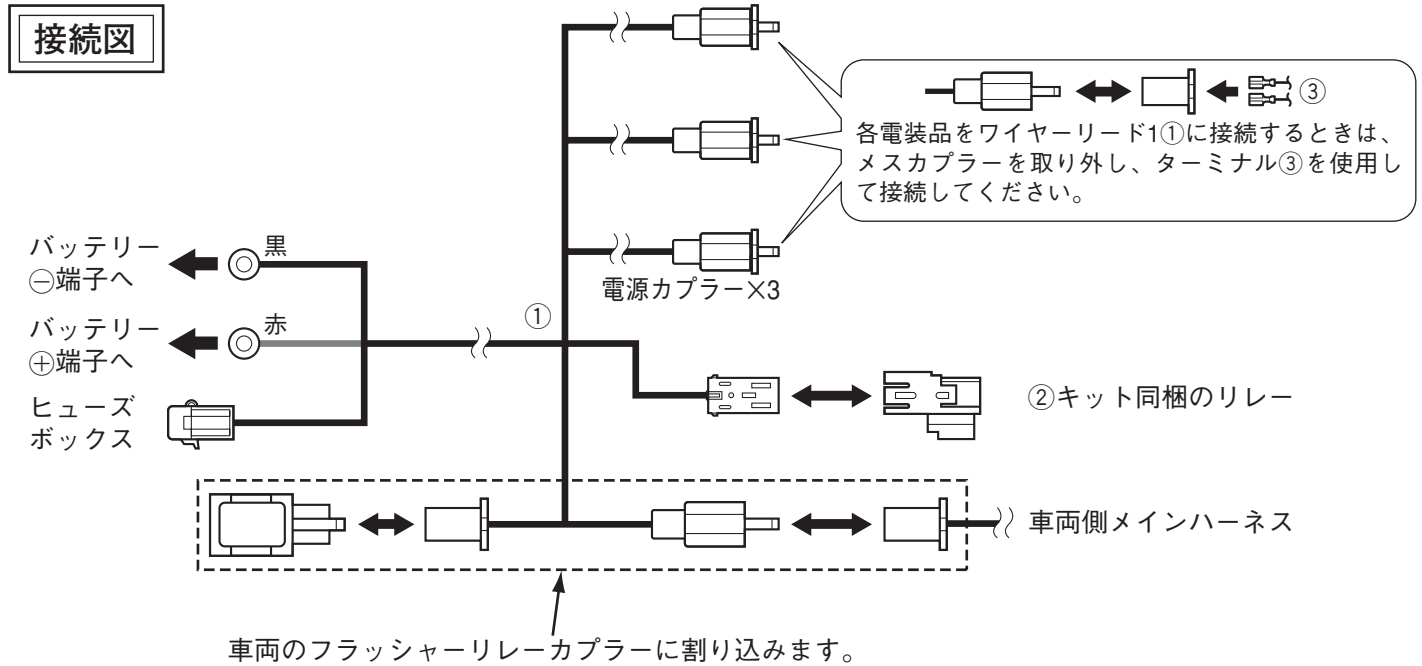 接続図
③
各電装品をワイヤーリード1①に接続するときは、
メスカプラーを取り外し、ターミナル③を使用し
て接続してください。
電源カプラー×3
黒
バッテリー
⊖端子へ
①
赤
バッテリー
⊕端子へ
ヒューズ
ボックス
②キット同梱のリレー
車両側メインハーネス
車両のフラッシャーリレーカプラーに割り込みます。